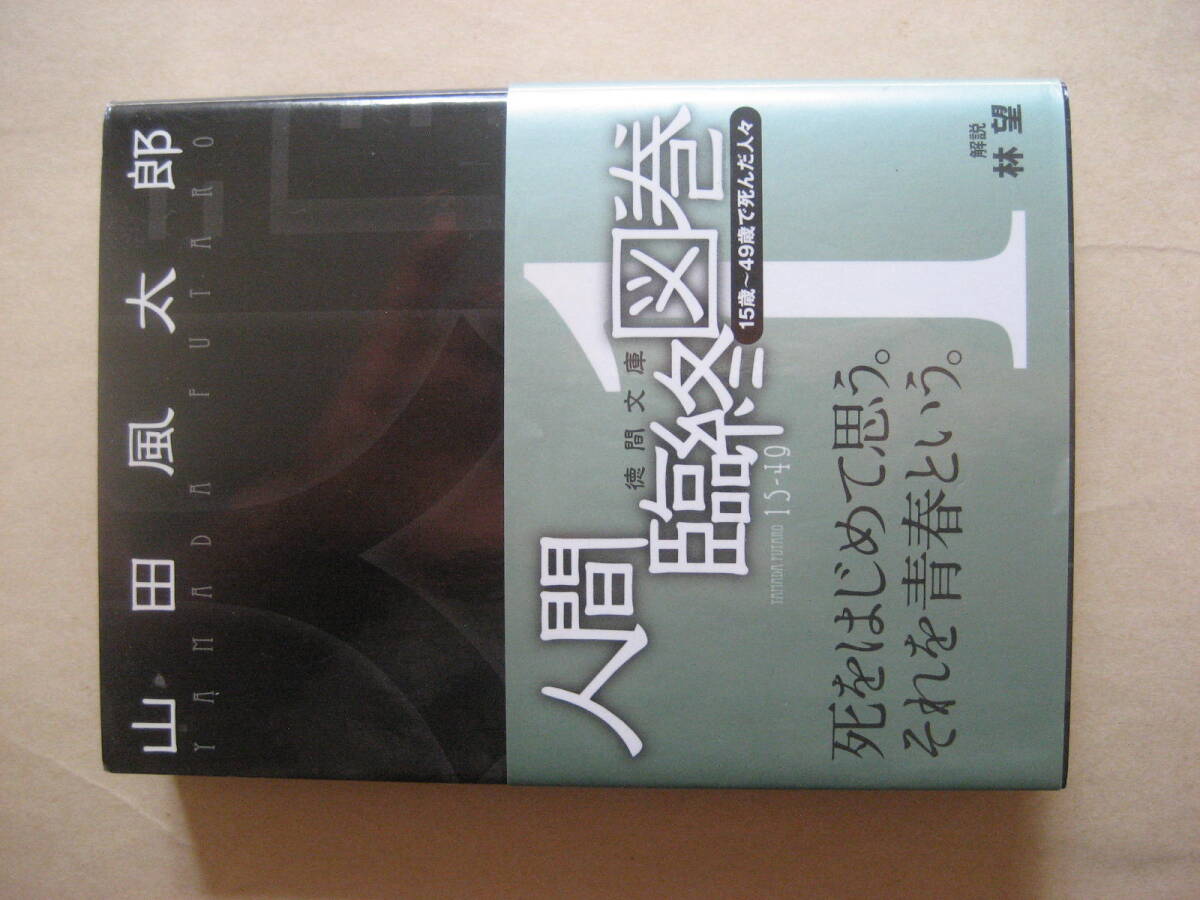 山田風太郎
YAMADA FUTARO
人間
臨終図巻
徳間文庫
1
15歳～49歳で死んだ人々
YAMADA FUTARO 15-49
死をはじめて思う。
それを青春という。
解説
林望